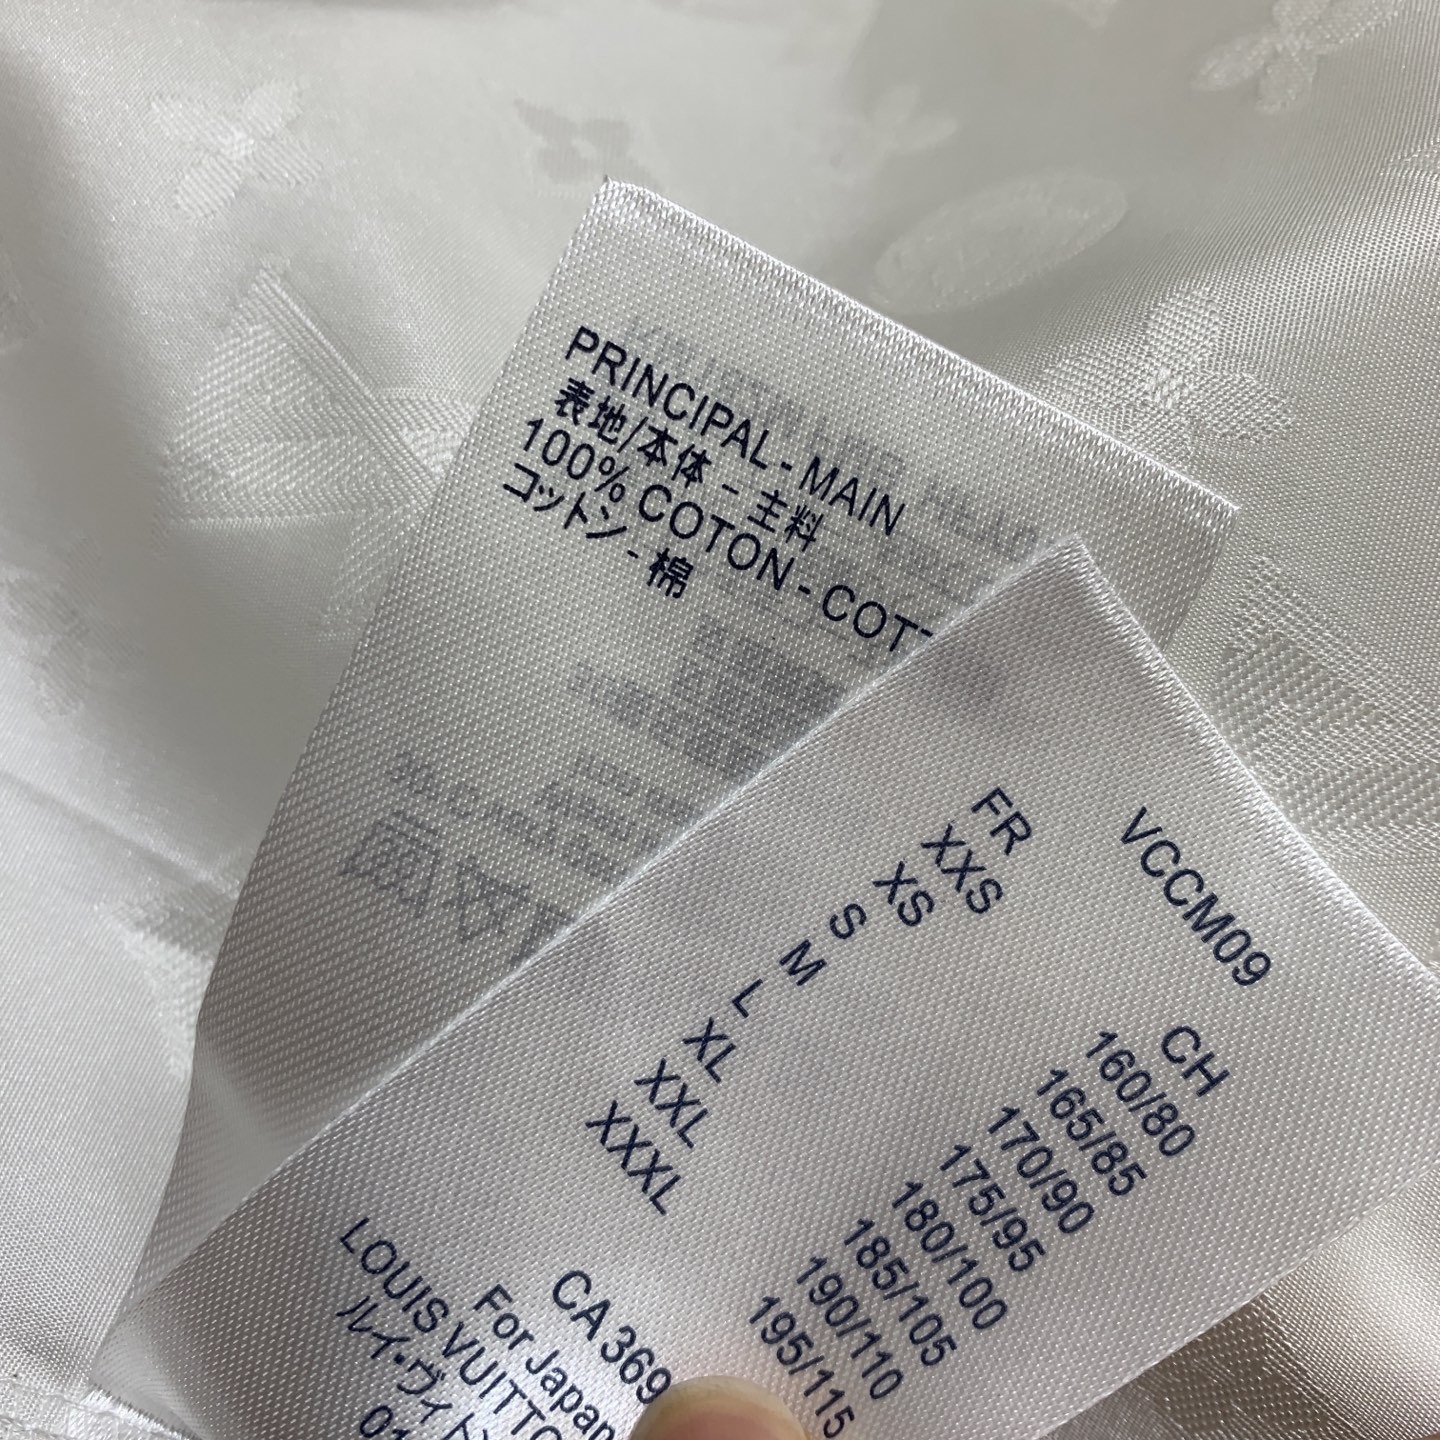 PRINCIPAL - MAIN
表地/本体 - 主料
100% COTON - COTT
コットン - 棉
VCCM09
FR CH
XXS 160/80
XS 165/85
S 170/90
M 175/95
L 180/100
XL 185/105
XXL 190/110
XXXL 195/115
CA 369
For Japan
LOUIS VUITTO
ルイ・ヴィト
01